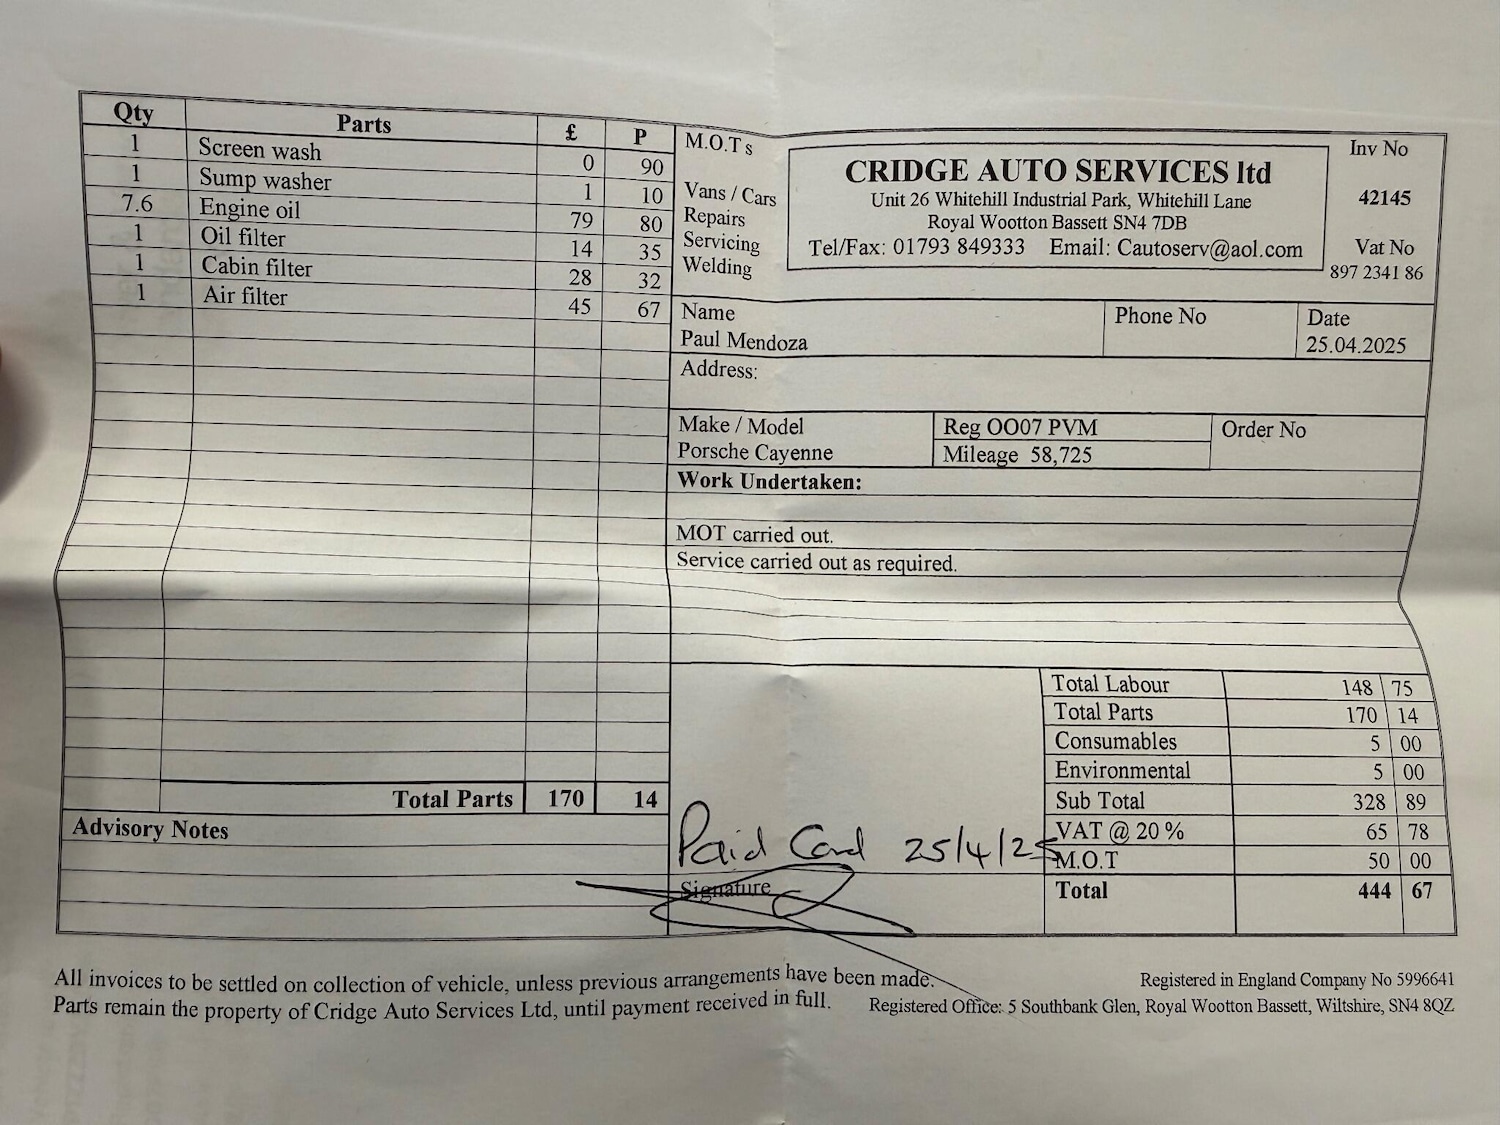 Qty Parts £ P
1 Screen wash 0 90
1 Sump washer 1 10
7.6 Engine oil 79 80
1 Oil filter 14 35
1 Cabin filter 28 32
1 Air filter 45 67
Total Parts 170 14
Advisory Notes
M.O.T s
Vans / Cars
Repairs
Servicing
Welding
CRIDGE AUTO SERVICES ltd
Unit 26 Whitehill Industrial Park, Whitehill Lane
Royal Wootton Bassett SN4 7DB
Tel/Fax: 01793 849333 Email: Cautoserv@aol.com
Inv No
42145
Vat No
897 2341 86
Name
Paul Mendoza
Phone No
Date
25.04.2025
Address:
Make / Model
Porsche Cayenne
Reg OO07 PVM
Mileage 58,725
Order No
Work Undertaken:
MOT carried out.
Service carried out as required.
Total Labour 148 75
Total Parts 170 14
Consumables 5 00
Environmental 5 00
Sub Total 328 89
VAT @ 20 % 65 78
M.O.T 50 00
Total 444 67
Paid Card 25/4/25
Signature
All invoices to be settled on collection of vehicle, unless previous arrangements have been made.
Parts remain the property of Cridge Auto Services Ltd, until payment received in full.
Registered in England Company No 5996641
Registered Office: 5 Southbank Glen, Royal Wootton Bassett, Wiltshire, SN4 8QZ